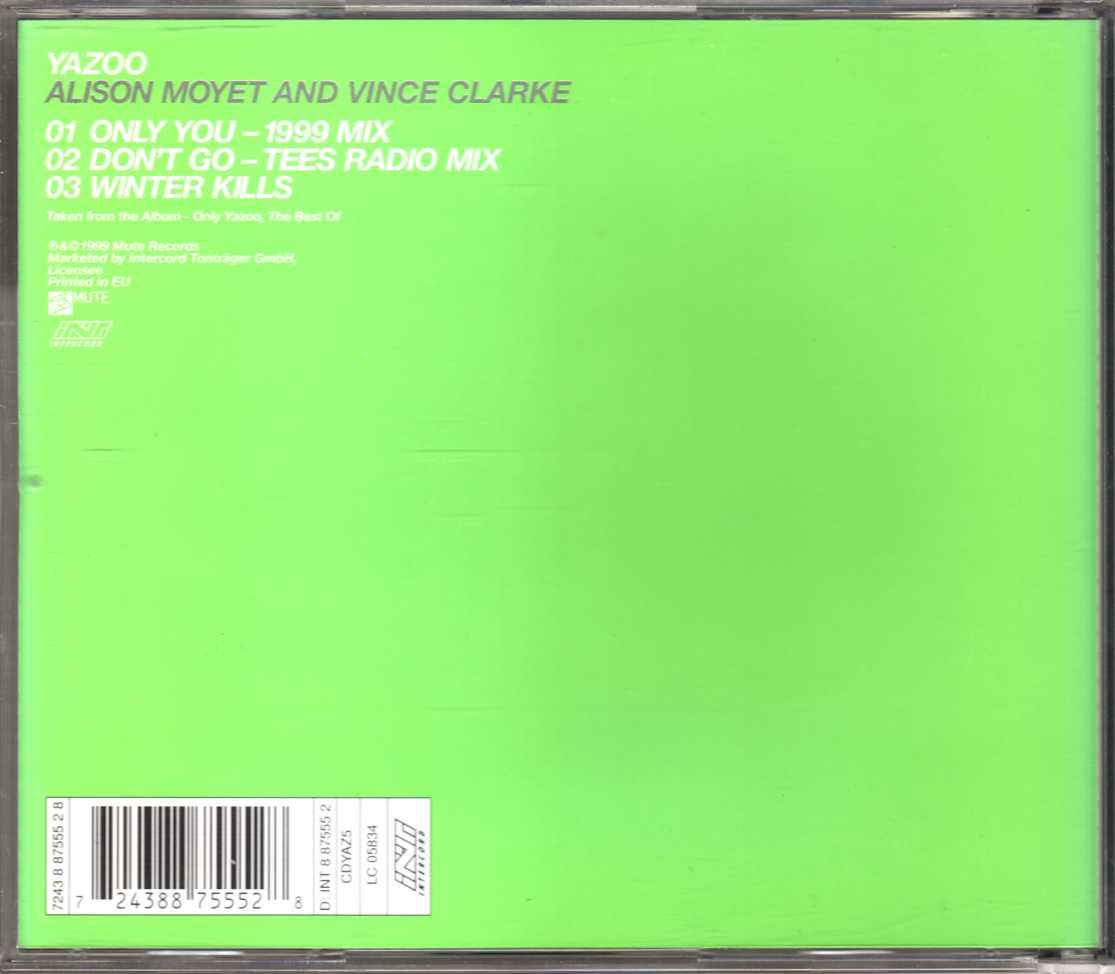 YAZOO
ALISON MOYET AND VINCE CLARKE
01 ONLY YOU – 1999 MIX
02 DON'T GO – TEES RADIO MIX
03 WINTER KILLS
Taken from the Album - Only Yazoo, The Best Of
℗&©1999 Mute Records
Marketed by Intercord Tonträger GmbH,
Licensee
Printed in EU
MUTE
INT
INTERCORD
7243 8 87555 2 8
7 24388 75552 8
D: INT 8 87555 2
CDYAZ5
LC 05834
INT
INTERCORD